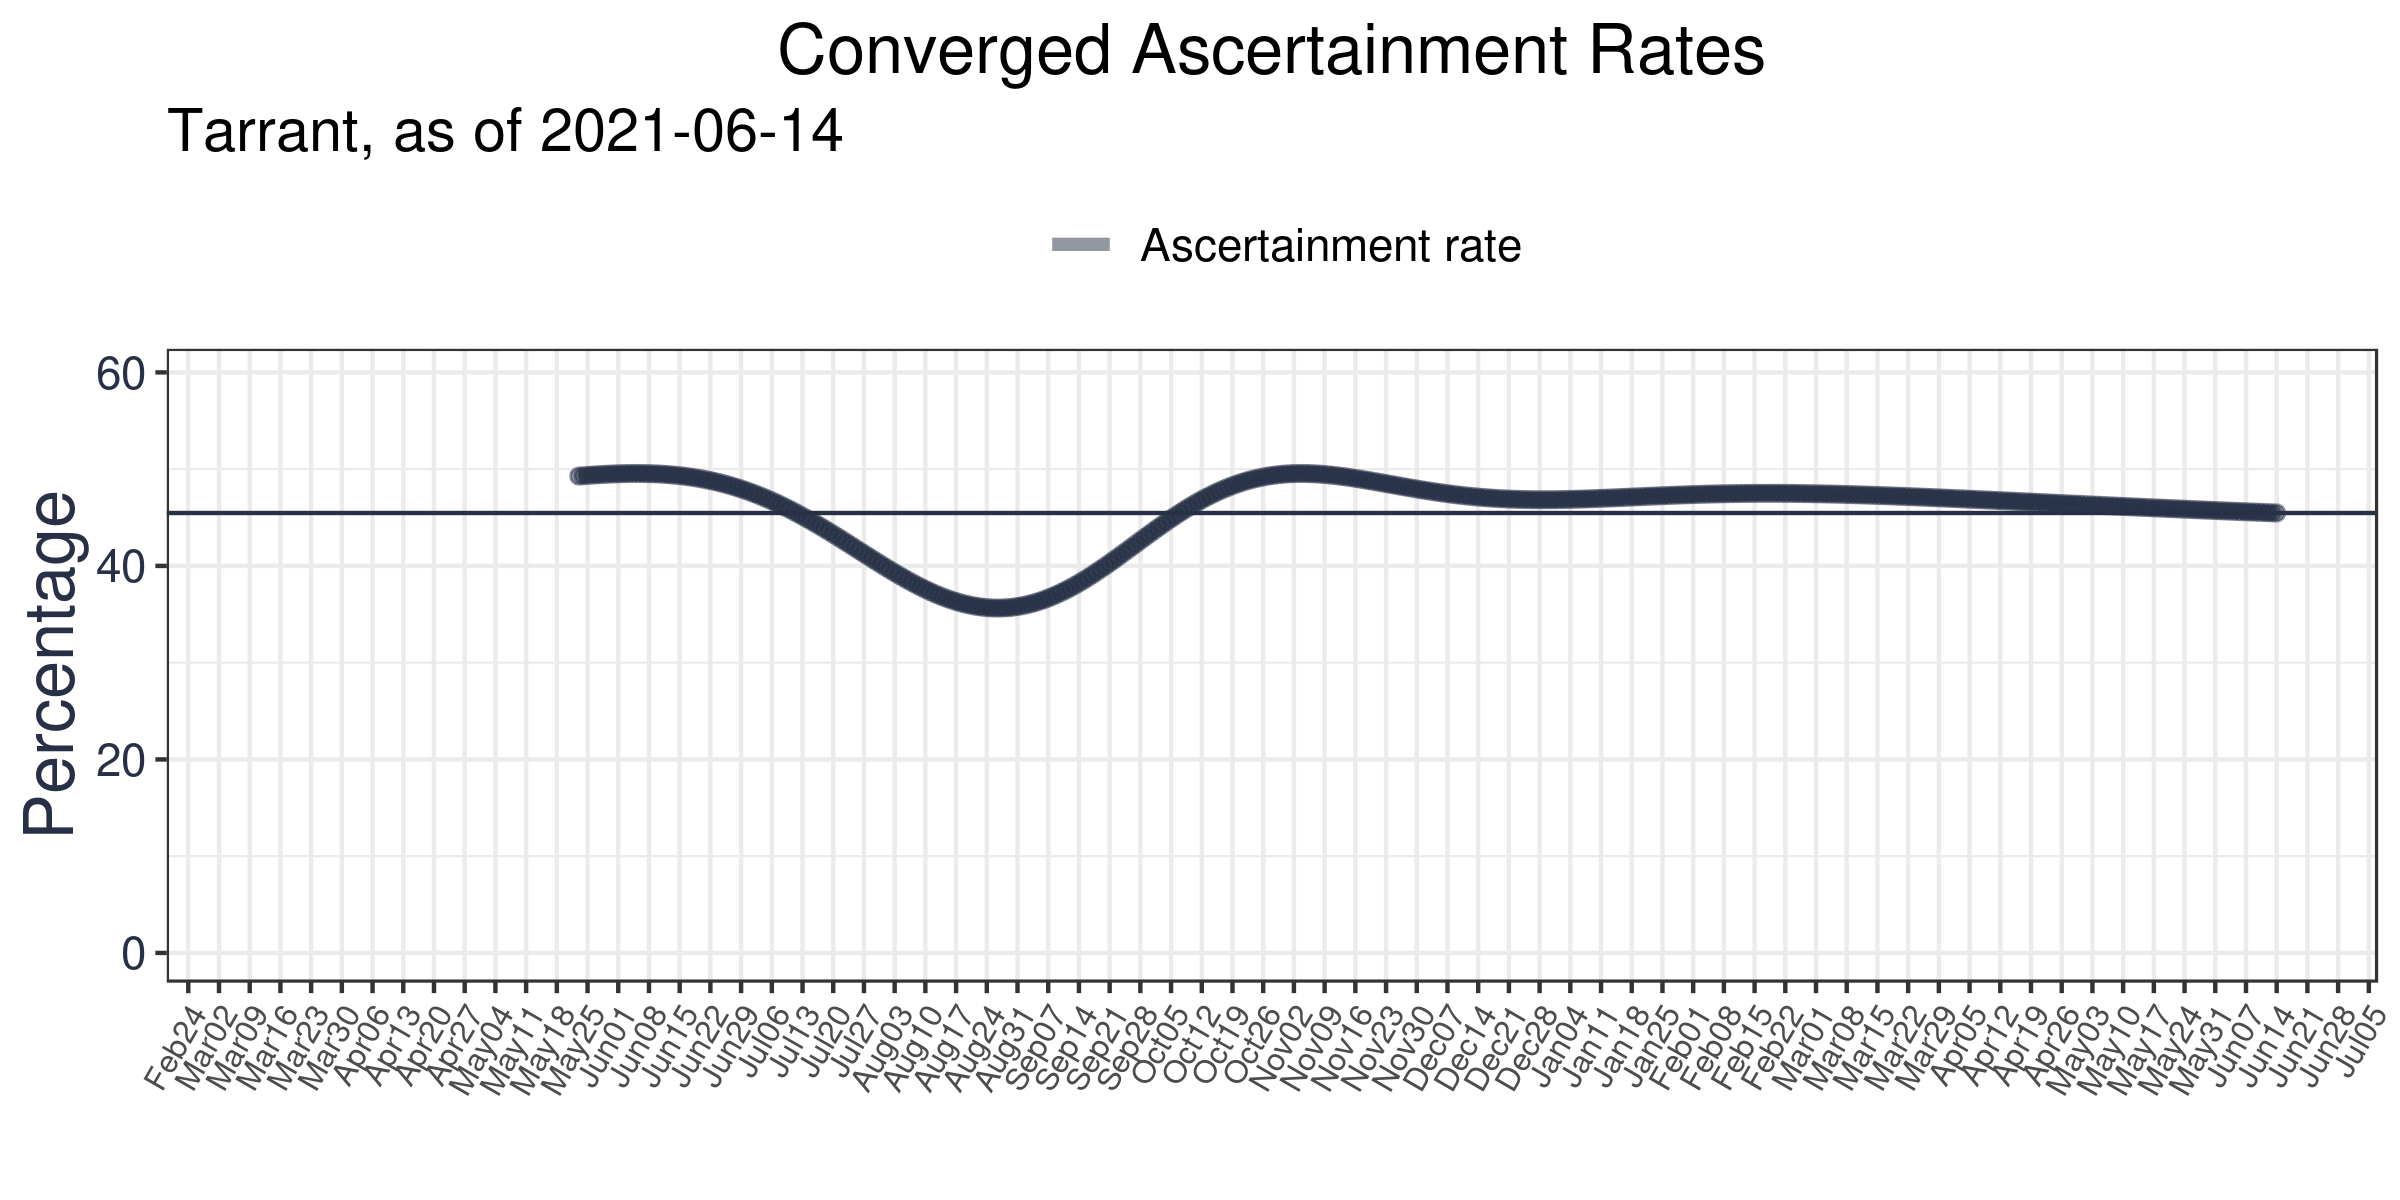 Converged Ascertainment Rates
Tarrant, as of 2021-06-14
Ascertainment rate
Percentage
60
40
20
0
Feb24
Mar02
Mar09
Mar16
Mar23
Mar30
Apr06
Apr13
Apr20
Apr27
May04
May11
May18
May25
Jun01
Jun08
Jun15
Jun22
Jun29
Jul06
Jul13
Jul20
Jul27
Aug03
Aug10
Aug17
Aug24
Aug31
Sep07
Sep14
Sep21
Sep28
Oct05
Oct12
Oct19
Oct26
Nov02
Nov09
Nov16
Nov23
Nov30
Dec07
Dec14
Dec21
Dec28
Jan04
Jan11
Jan18
Jan25
Feb01
Feb08
Feb15
Feb22
Mar01
Mar08
Mar15
Mar22
Mar29
Apr05
Apr12
Apr19
Apr26
May03
May10
May17
May24
May31
Jun07
Jun14
Jun21
Jun28
Jul05